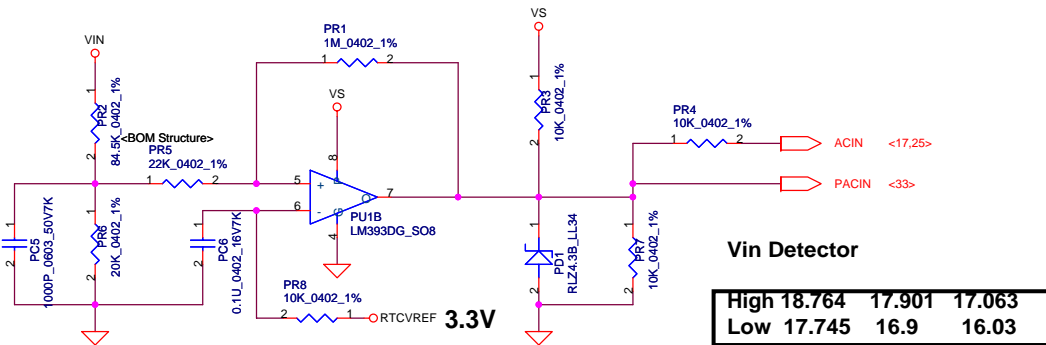 VS
PR1
1M_0402_1%
1
2
VIN
1
PR2
84.5K_0402_1%
2
<BOM Structure>
PR5
22K_0402_1%
1
2
VS
8
5
+
P
O
7
6
-
G
4
PU1B
LM393DG_SO8
1
PR3
10K_0402_1%
2
PR4
10K_0402_1%
1
2
ACIN <17,25>
PACIN <33>
1
PC5
1000P_0603_50V7K
2
1
PR6
20K_0402_1%
2
1
PC6
0.1U_0402_16V7K
2
PR8
10K_0402_1%
2
1
RTCVREF 3.3V
1
PD1
RLZ4.3B_LL34
2
1
PR7
10K_0402_1%
2
Vin Detector
High 18.764 17.901 17.063
Low 17.745 16.9 16.03